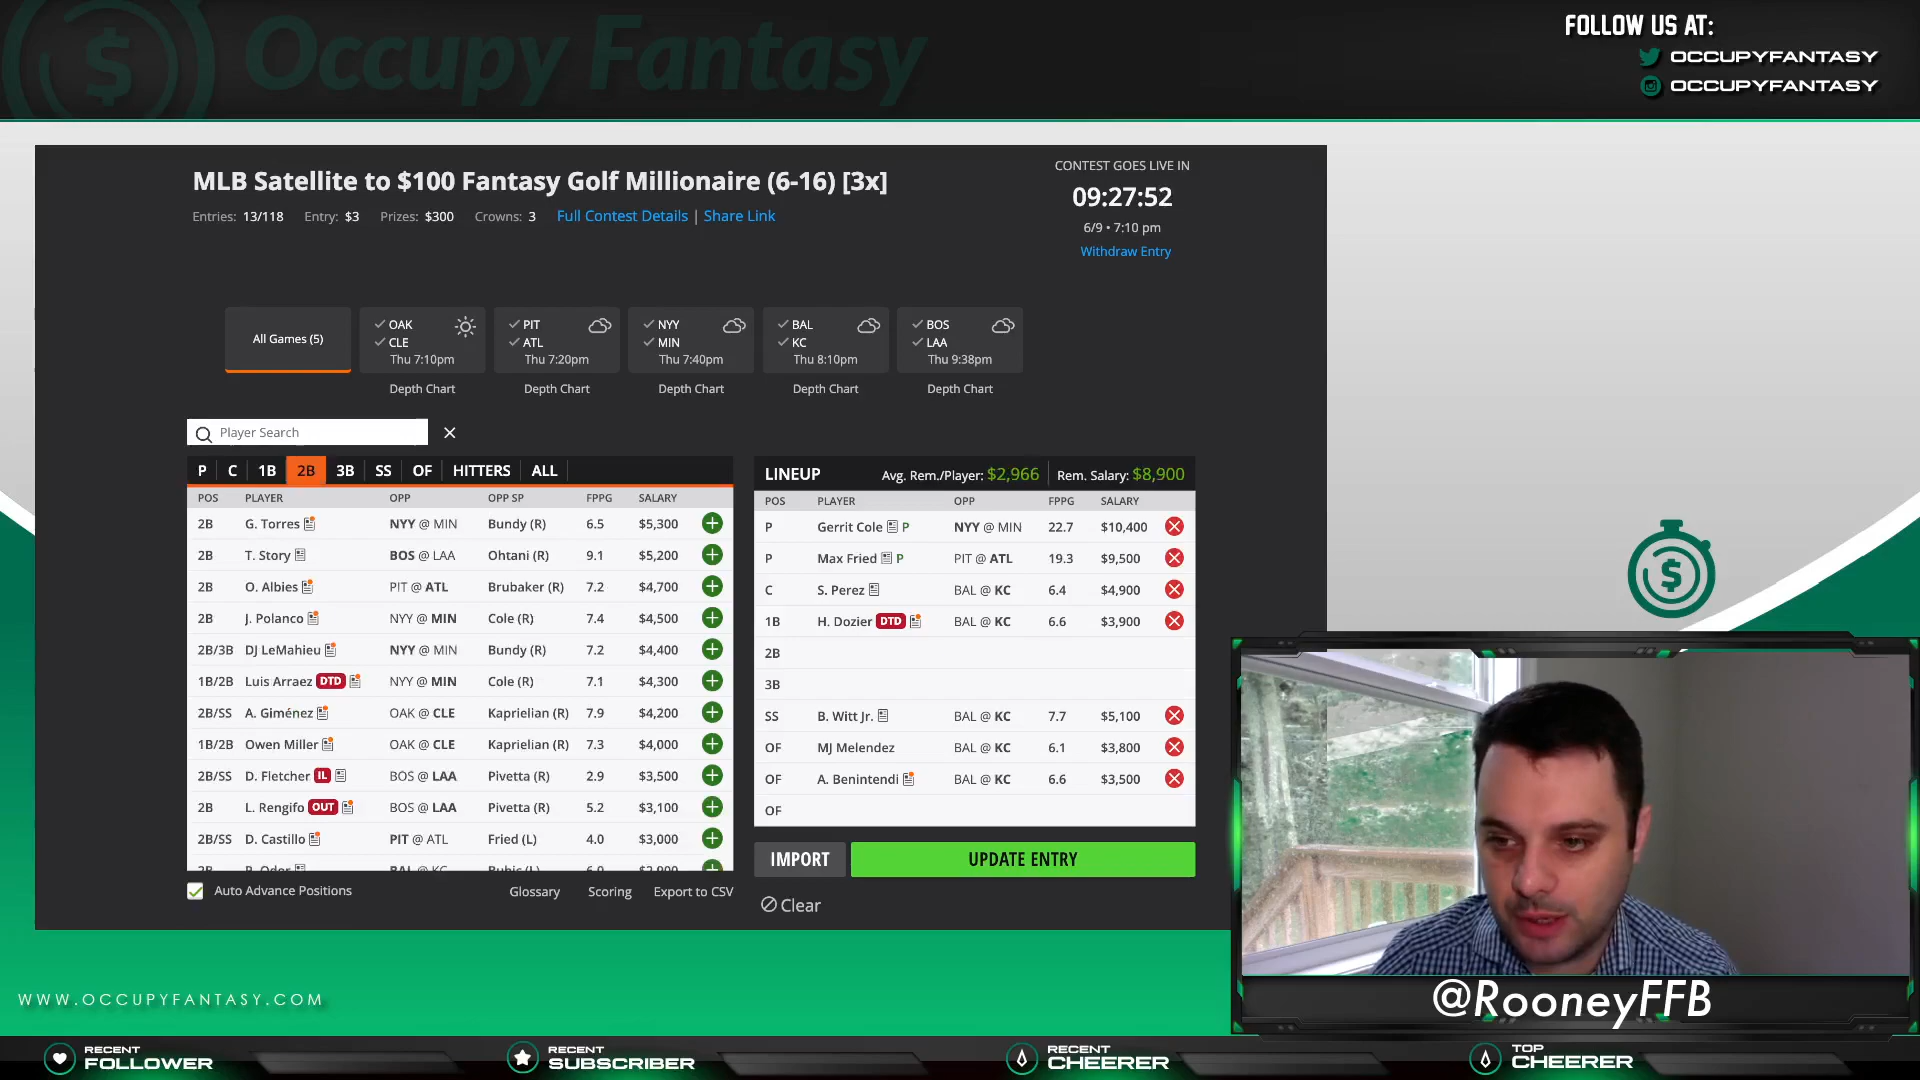 Occupy Fantasy
FOLLOW US AT:
OCCUPYFANTASY
OCCUPYFANTASY
MLB Satellite to $100 Fantasy Golf Millionaire (6-16) [3x]
Entries: 13/118 Entry: $3 Prizes: $300 Crowns: 3 Full Contest Details | Share Link
CONTEST GOES LIVE IN
09:27:52
6/9 • 7:10 pm
Withdraw Entry
All Games (5)
OAK
CLE
Thu 7:10pm
Depth Chart
PIT
ATL
Thu 7:20pm
Depth Chart
NYY
MIN
Thu 7:40pm
Depth Chart
BAL
KC
Thu 8:10pm
Depth Chart
BOS
LAA
Thu 9:38pm
Depth Chart
Player Search
P C 1B 2B 3B SS OF HITTERS ALL
POS PLAYER OPP OPP SP FPPG SALARY
2B G. Torres NYY @ MIN Bundy (R) 6.5 $5,300
2B T. Story BOS @ LAA Ohtani (R) 9.1 $5,200
2B O. Albies PIT @ ATL Brubaker (R) 7.2 $4,700
2B J. Polanco NYY @ MIN Cole (R) 7.4 $4,500
2B/3B DJ LeMahieu NYY @ MIN Bundy (R) 7.2 $4,400
1B/2B Luis Arraez DTD NYY @ MIN Cole (R) 7.1 $4,300
2B/SS A. Giménez OAK @ CLE Kaprielian (R) 7.9 $4,200
1B/2B Owen Miller OAK @ CLE Kaprielian (R) 7.3 $4,000
2B/SS D. Fletcher IL BOS @ LAA Pivetta (R) 2.9 $3,500
2B L. Rengifo OUT BOS @ LAA Pivetta (R) 5.2 $3,100
2B/SS D. Castillo PIT @ ATL Fried (L) 4.0 $3,000
2B R. Odor BAL @ KC Bubic (L) 6.0 $2,900
Auto Advance Positions Glossary Scoring Export to CSV
LINEUP Avg. Rem./Player: $2,966 Rem. Salary: $8,900
POS PLAYER OPP FPPG SALARY
P Gerrit Cole P NYY @ MIN 22.7 $10,400
P Max Fried P PIT @ ATL 19.3 $9,500
C S. Perez BAL @ KC 6.4 $4,900
1B H. Dozier DTD BAL @ KC 6.6 $3,900
2B
3B
SS B. Witt Jr. BAL @ KC 7.7 $5,100
OF MJ Melendez BAL @ KC 6.1 $3,800
OF A. Benintendi BAL @ KC 6.6 $3,500
OF
IMPORT UPDATE ENTRY
Clear
WWW.OCCUPYFANTASY.COM
@RooneyFFB
RECENT
FOLLOWER
RECENT
SUBSCRIBER
RECENT
CHEERER
TOP
CHEERER